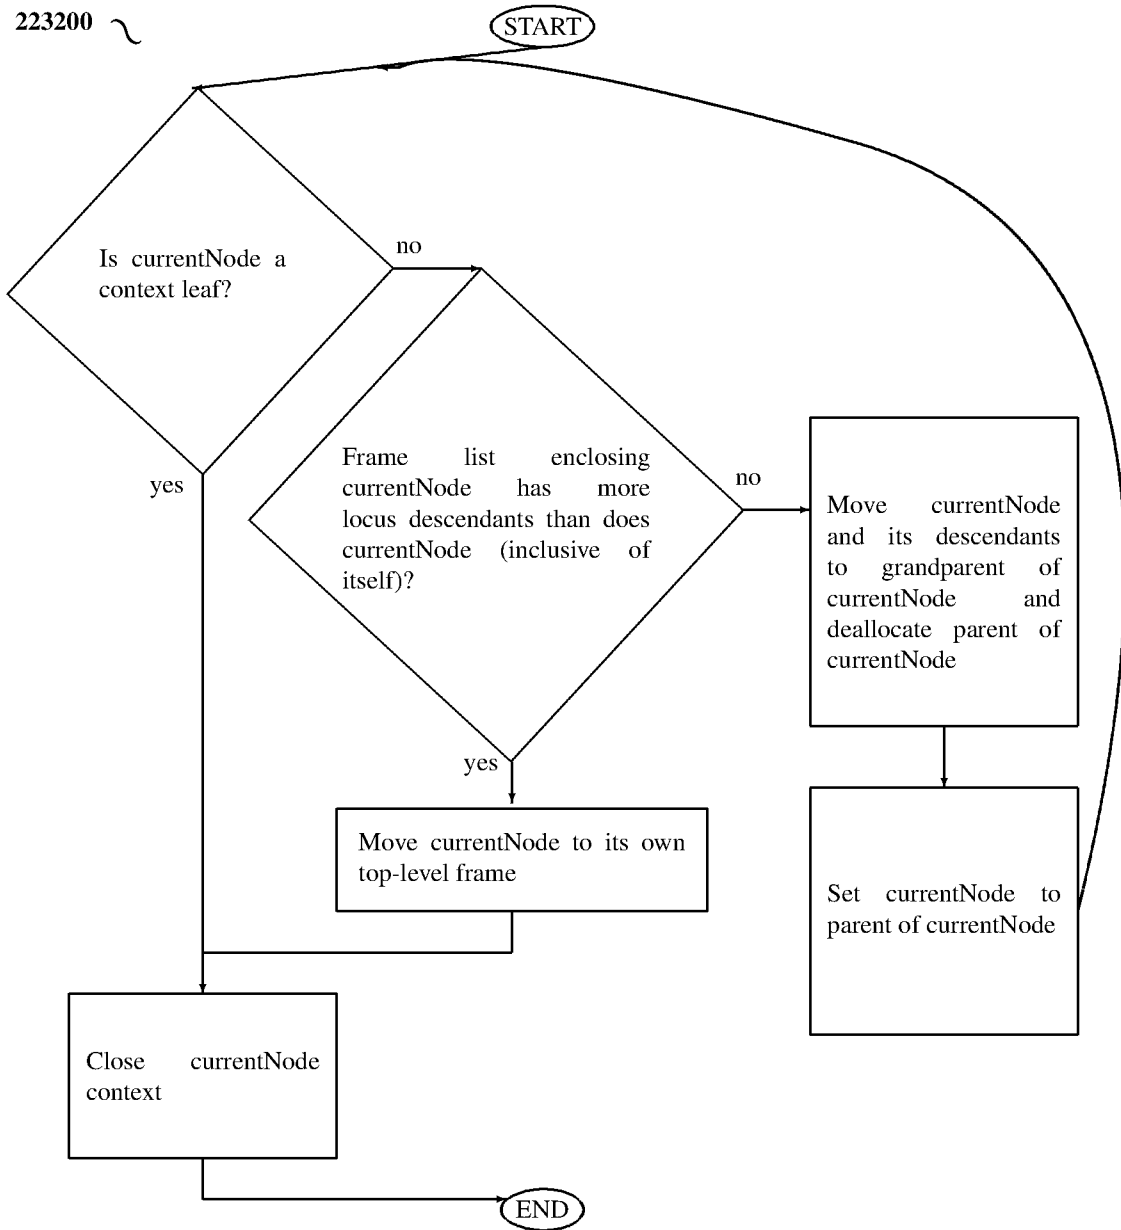 223200
START
Is currentNode a
context leaf?
no
yes
Frame list enclosing
currentNode has more
locus descendants than does
currentNode (inclusive of
itself)?
no
yes
Move currentNode
and its descendants
to grandparent of
currentNode and
deallocate parent of
currentNode
Move currentNode to its own
top-level frame
Set currentNode to
parent of currentNode
Close currentNode
context
END